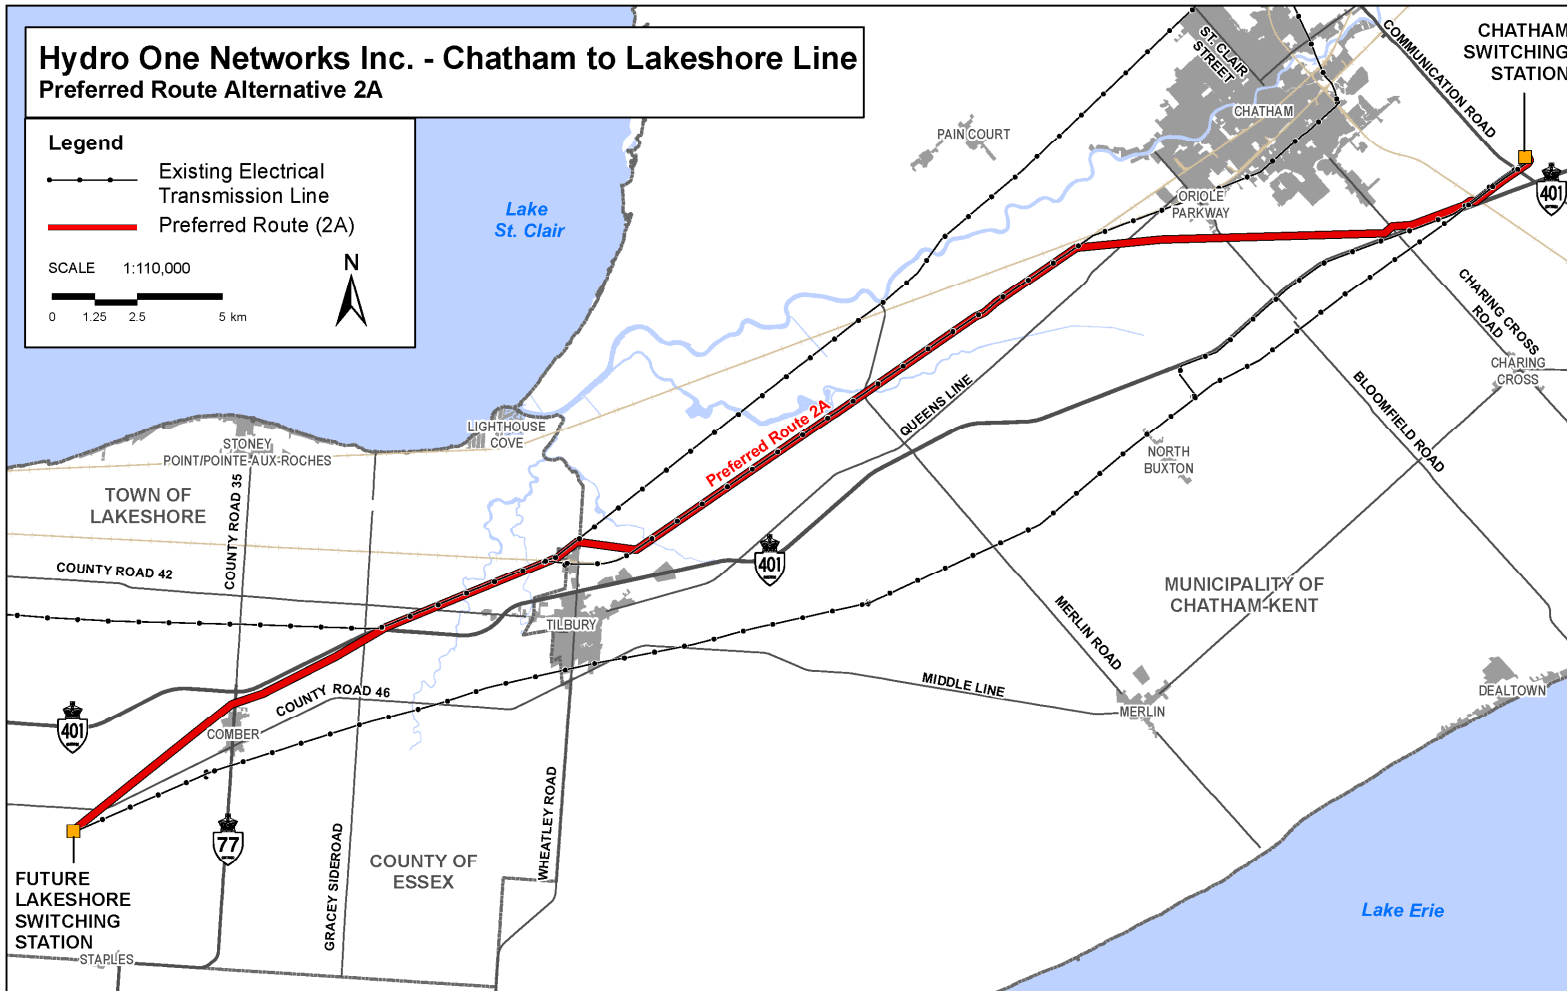 Hydro One Networks Inc. - Chatham to Lakeshore Line
Preferred Route Alternative 2A
Legend
Existing Electrical
Transmission Line
Preferred Route (2A)
SCALE 1:110,000
0 1.25 2.5 5 km
N
Lake
St. Clair
PAIN COURT
ST. CLAIR
STREET
CHATHAM
COMMUNICATION ROAD
CHATHAM
SWITCHING
STATION
401
ORIOLE
PARKWAY
CHARING CROSS
ROAD
CHARING
CROSS
BLOOMFIELD ROAD
QUEENS LINE
Preferred Route 2A
LIGHTHOUSE
COVE
STONEY
POINT/POINTE-AUX-ROCHES
TOWN OF
LAKESHORE
COUNTY ROAD 35
COUNTY ROAD 42
NORTH
BUXTON
401
MUNICIPALITY OF
CHATHAM-KENT
TILBURY
MERLIN ROAD
MIDDLE LINE
MERLIN
DEALTOWN
COUNTY ROAD 46
401
COMBER
77
GRACEY SIDEROAD
WHEATLEY ROAD
COUNTY OF
ESSEX
FUTURE
LAKESHORE
SWITCHING
STATION
STAPLES
Lake Erie